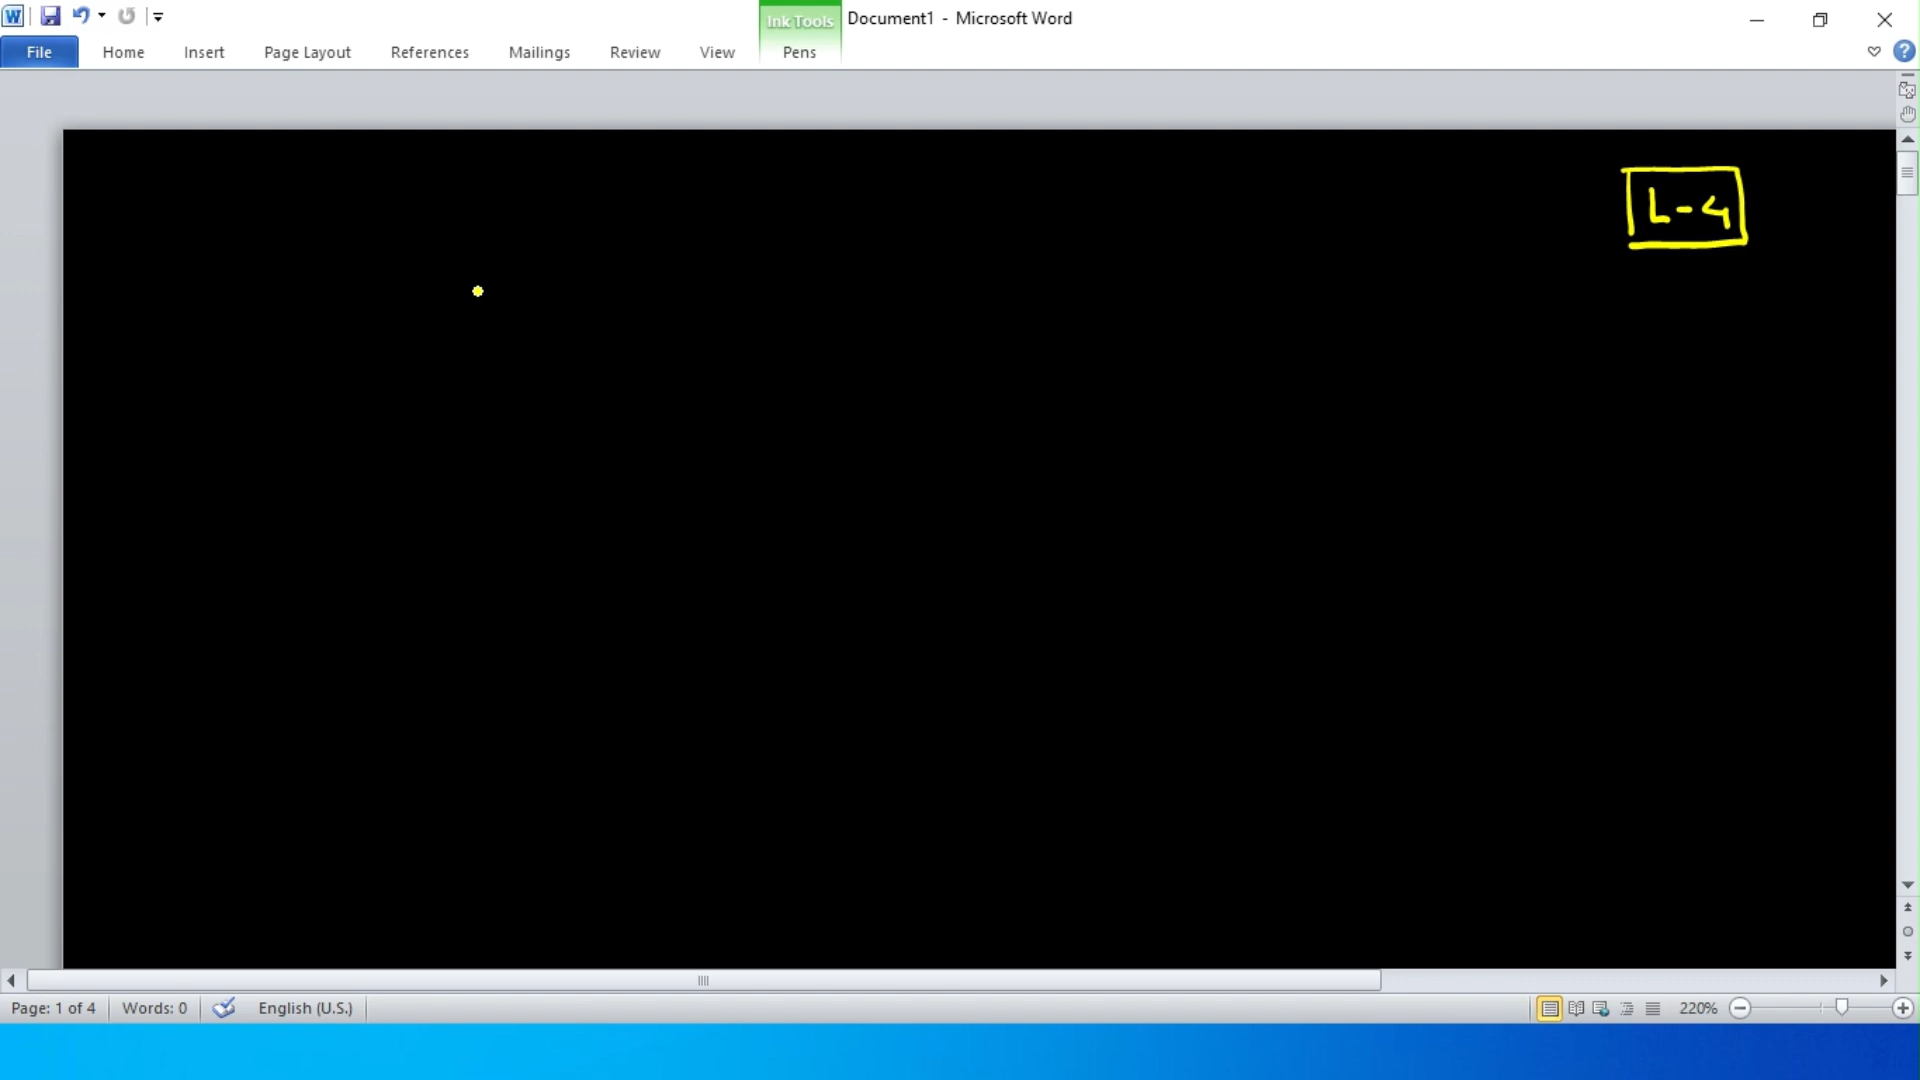 Ink Tools
Document1 - Microsoft Word
File Home Insert Page Layout References Mailings Review View Pens
L-4
Page: 1 of 4 Words: 0 English (U.S.) 220%